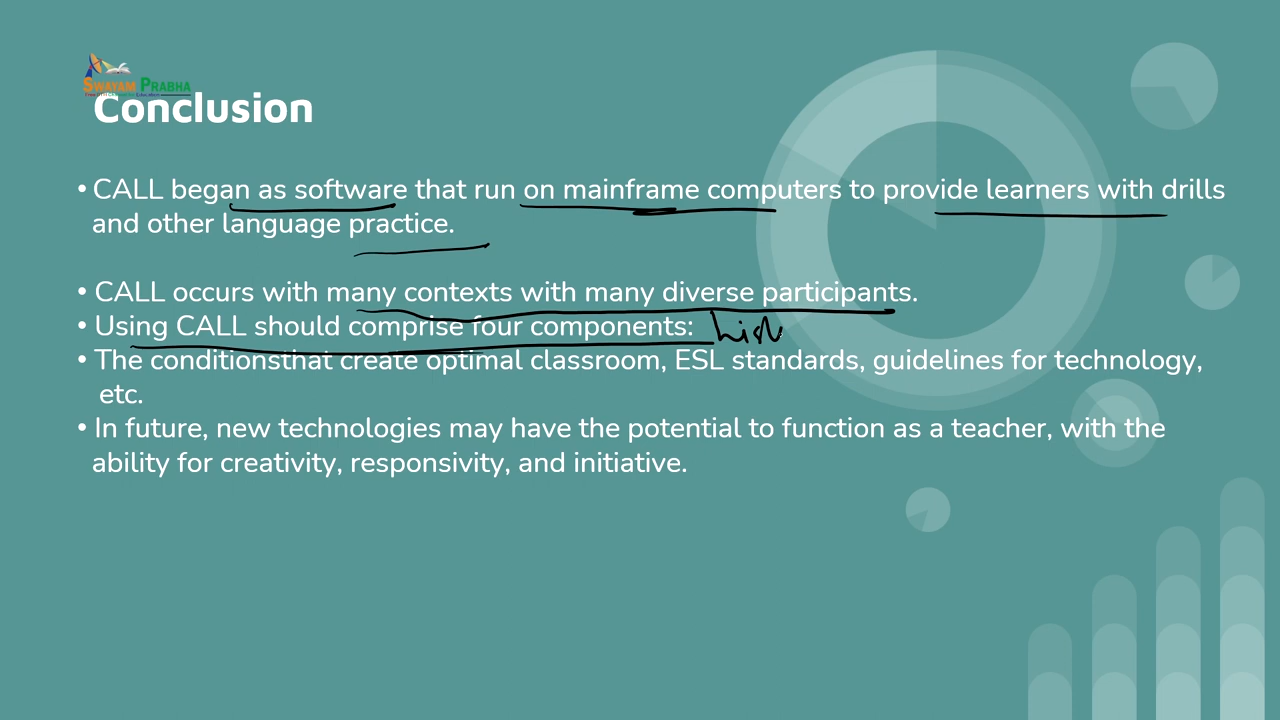 SWAYAM PRABHA
Conclusion
• CALL began as software that run on mainframe computers to provide learners with drills
and other language practice.
• CALL occurs with many contexts with many diverse participants.
• Using CALL should comprise four components:
• The conditionsthat create optimal classroom, ESL standards, guidelines for technology,
etc.
• In future, new technologies may have the potential to function as a teacher, with the
ability for creativity, responsivity, and initiative.